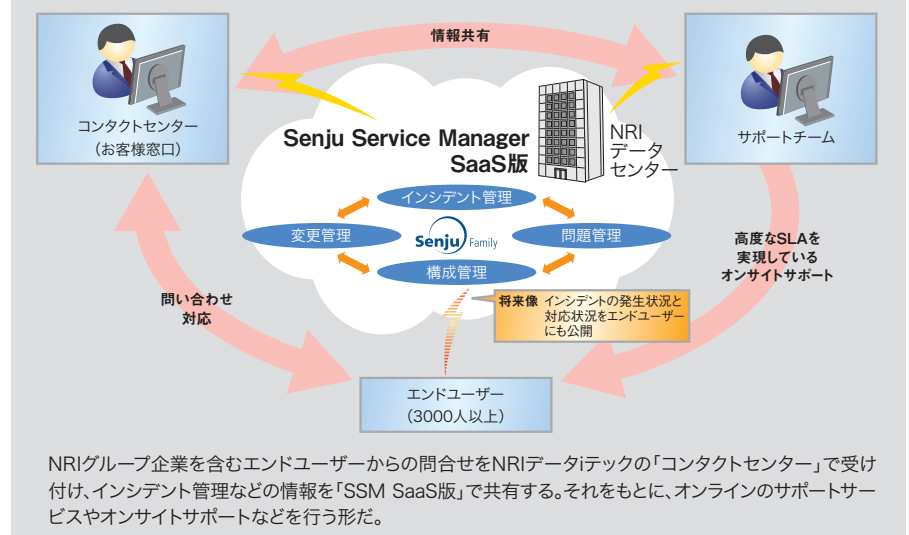 情報共有
コンタクトセンター
(お客様窓口)
Senju Service Manager
SaaS版
NRI
データ
センター
サポートチーム
インシデント管理
変更管理
Senju Family
問題管理
構成管理
高度なSLAを
実現している
オンサイトサポート
問い合わせ
対応
将来像 インシデントの発生状況と
対応状況をエンドユーザー
にも公開
エンドユーザー
(3000人以上)
NRIグループ企業を含むエンドユーザーからの問合せをNRIデータiテックの「コンタクトセンター」で受け
付け、インシデント管理などの情報を「SSM SaaS版」で共有する。それをもとに、オンラインのサポートサー
ビスやオンサイトサポートなどを行う形だ。